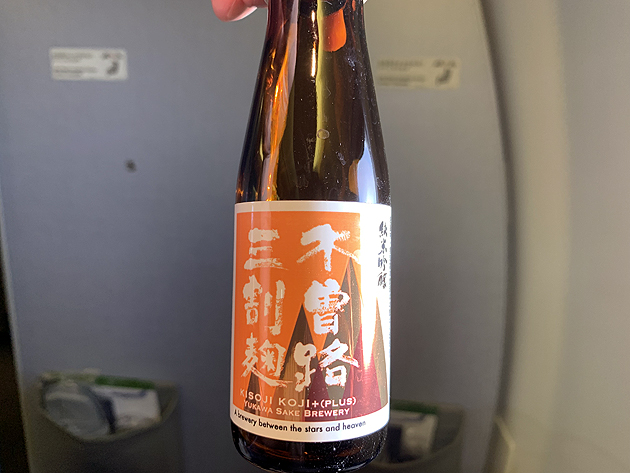 木曽路
三割麹
純米吟醸
KISOJI KOJI+(PLUS)
YUKAWA SAKE BREWERY
A brewery between the stars and heaven